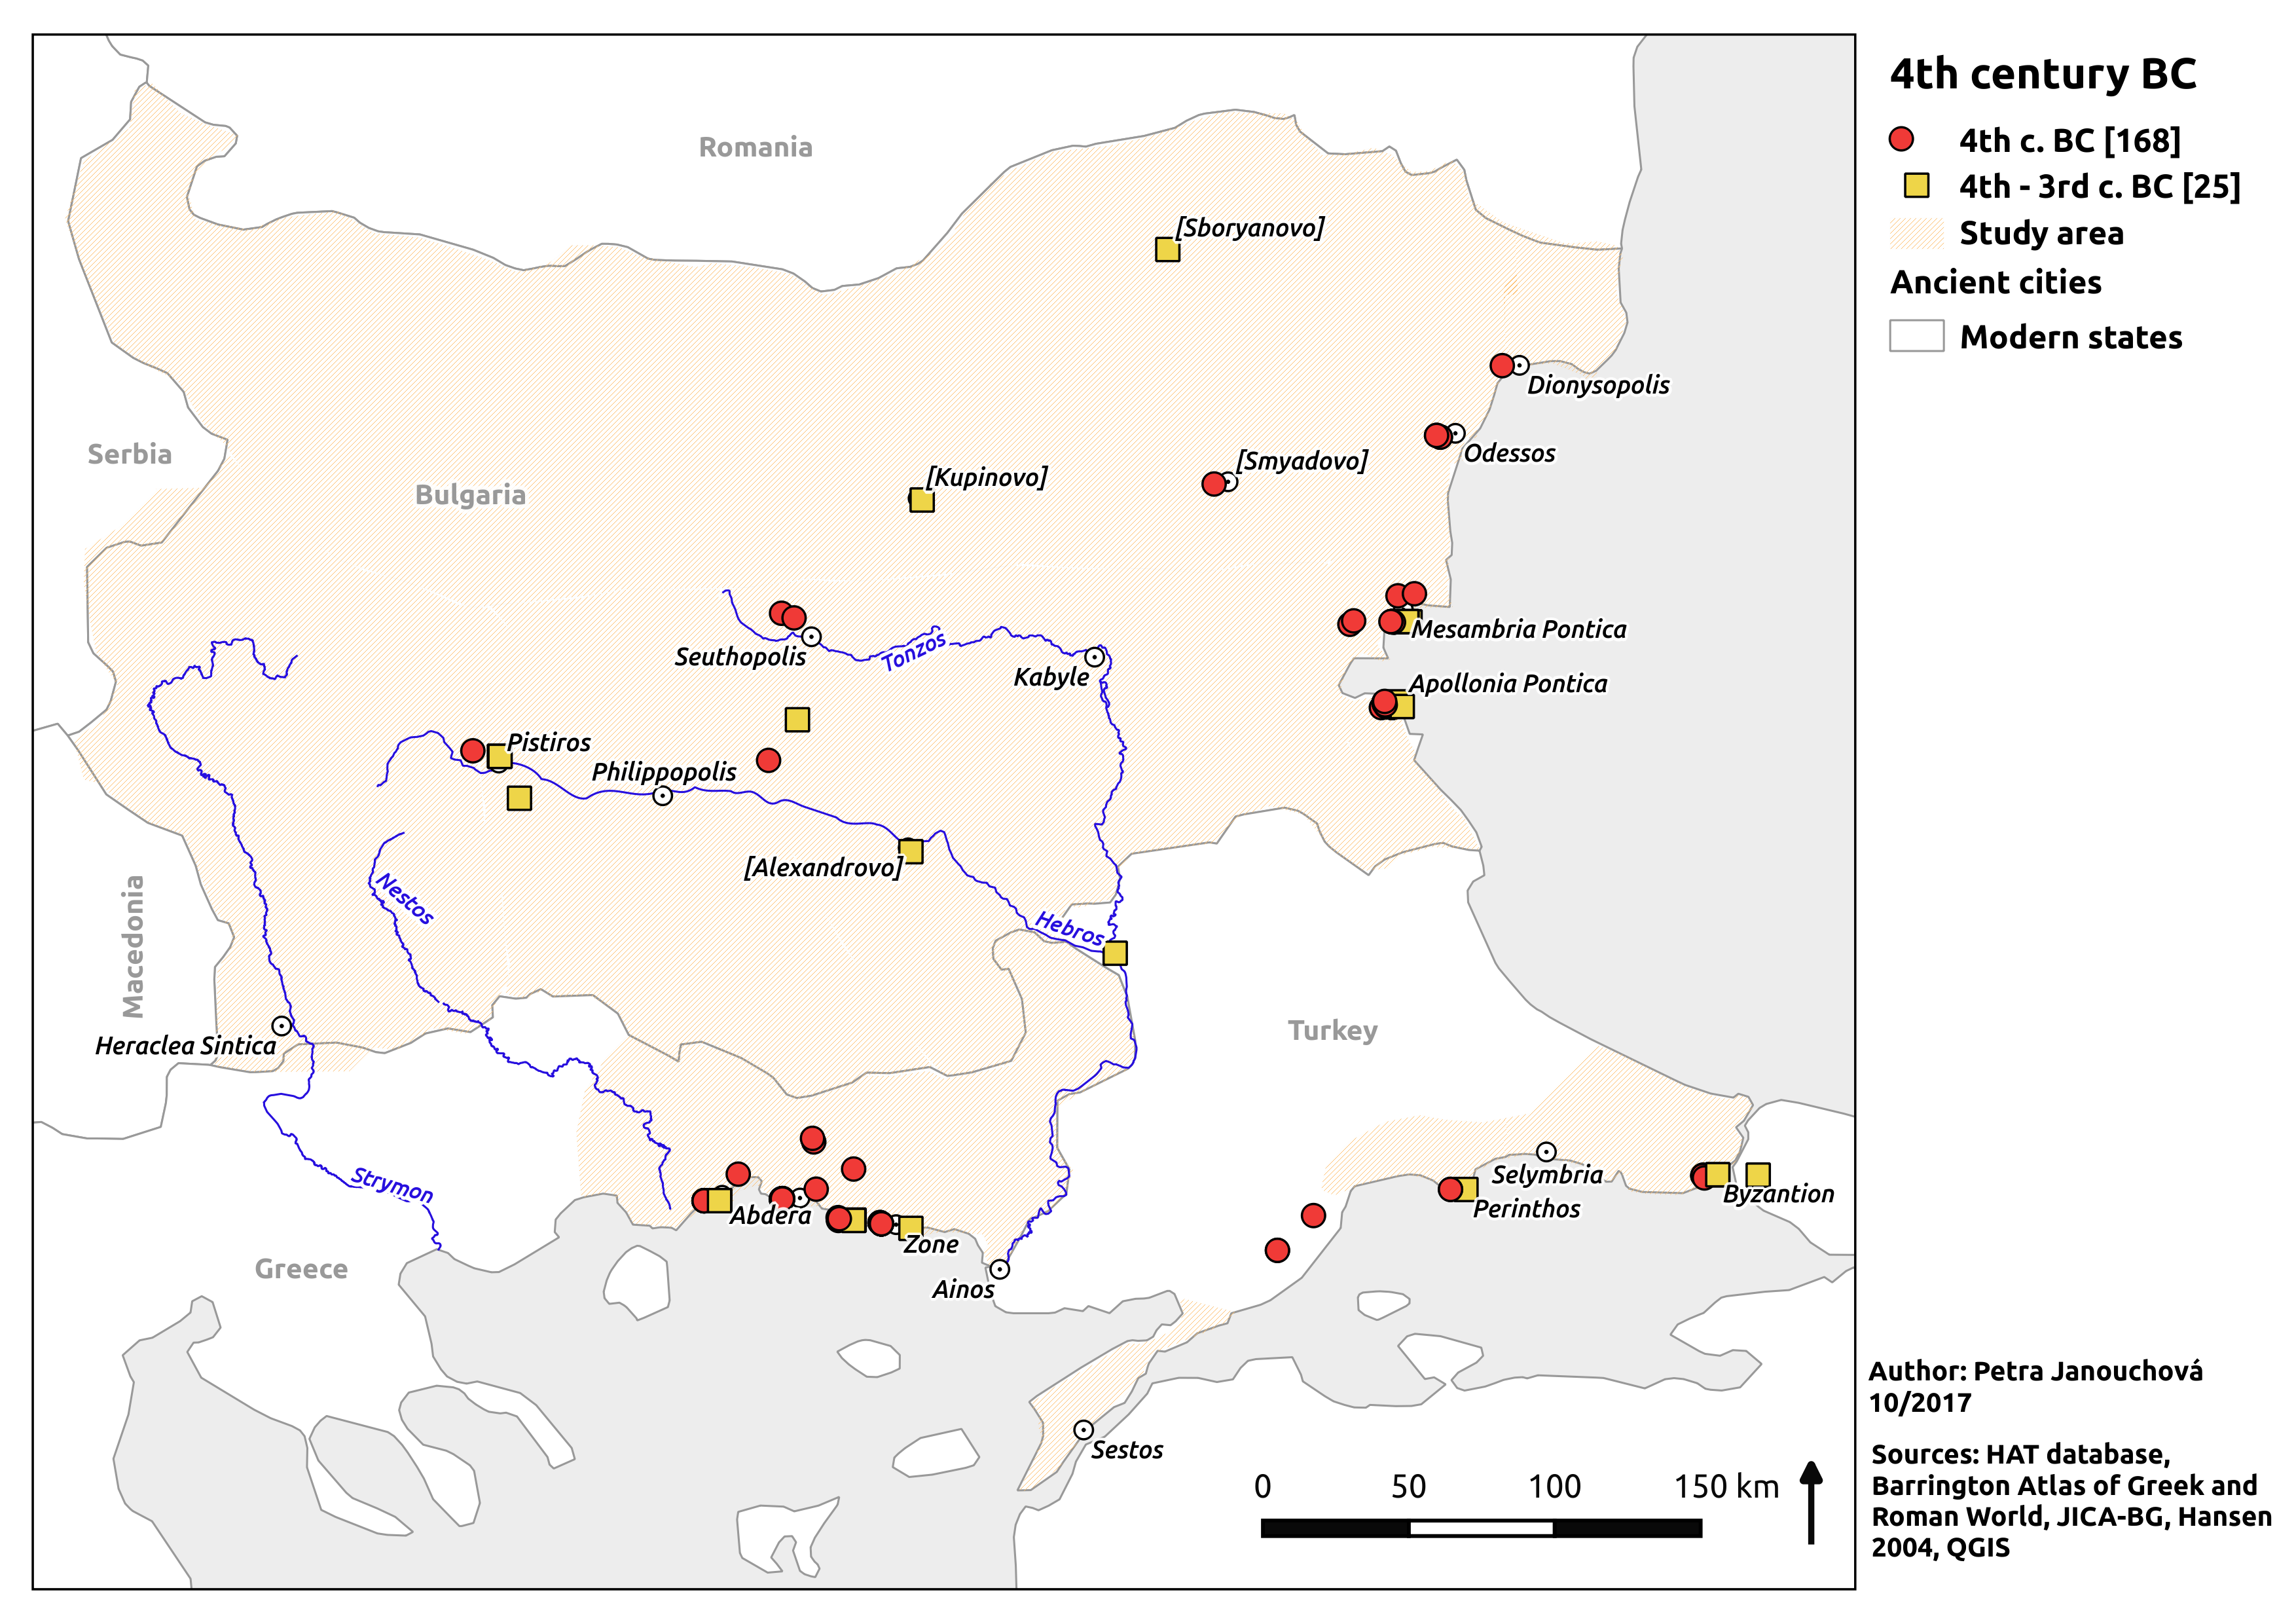 4th century BC
4th c. BC [168]
4th - 3rd c. BC [25]
Study area
Ancient cities
Modern states
Romania
[Sboryanovo]
Dionysopolis
Serbia
Odessos
[Smyadovo]
[Kupinovo]
Bulgaria
Mesambria Pontica
Seuthopolis
Tonzos
Kabyle
Apollonia Pontica
Pistiros
Philippopolis
[Alexandrovo]
Nestos
Macedonia
Hebros
Turkey
Heraclea Sintica
Strymon
Selymbria
Byzantion
Perinthos
Abdera
Zone
Greece
Ainos
Sestos
0 50 100 150 km
Author: Petra Janouchová
10/2017
Sources: HAT database,
Barrington Atlas of Greek and
Roman World, JICA-BG, Hansen
2004, QGIS